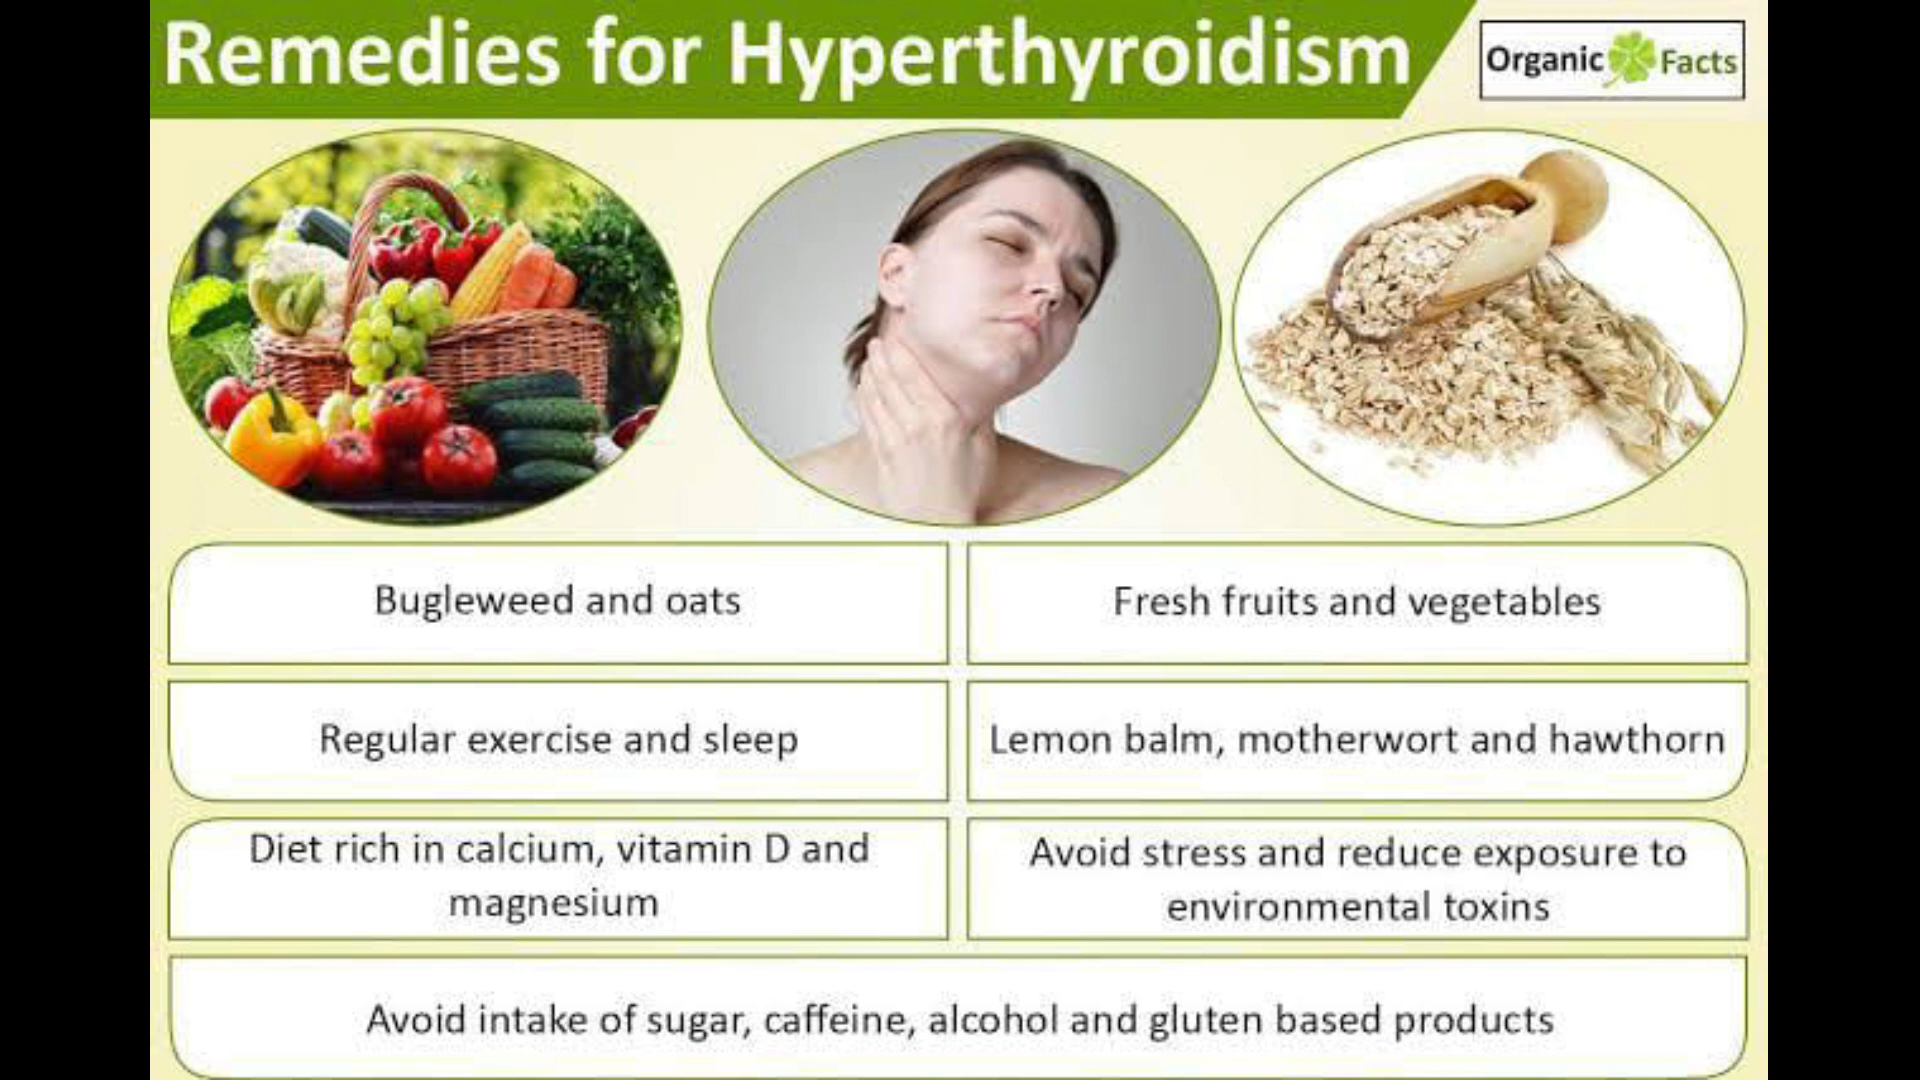 Remedies for Hyperthyroidism
Organic Facts
Bugleweed and oats
Fresh fruits and vegetables
Regular exercise and sleep
Lemon balm, motherwort and hawthorn
Diet rich in calcium, vitamin D and
magnesium
Avoid stress and reduce exposure to
environmental toxins
Avoid intake of sugar, caffeine, alcohol and gluten based products